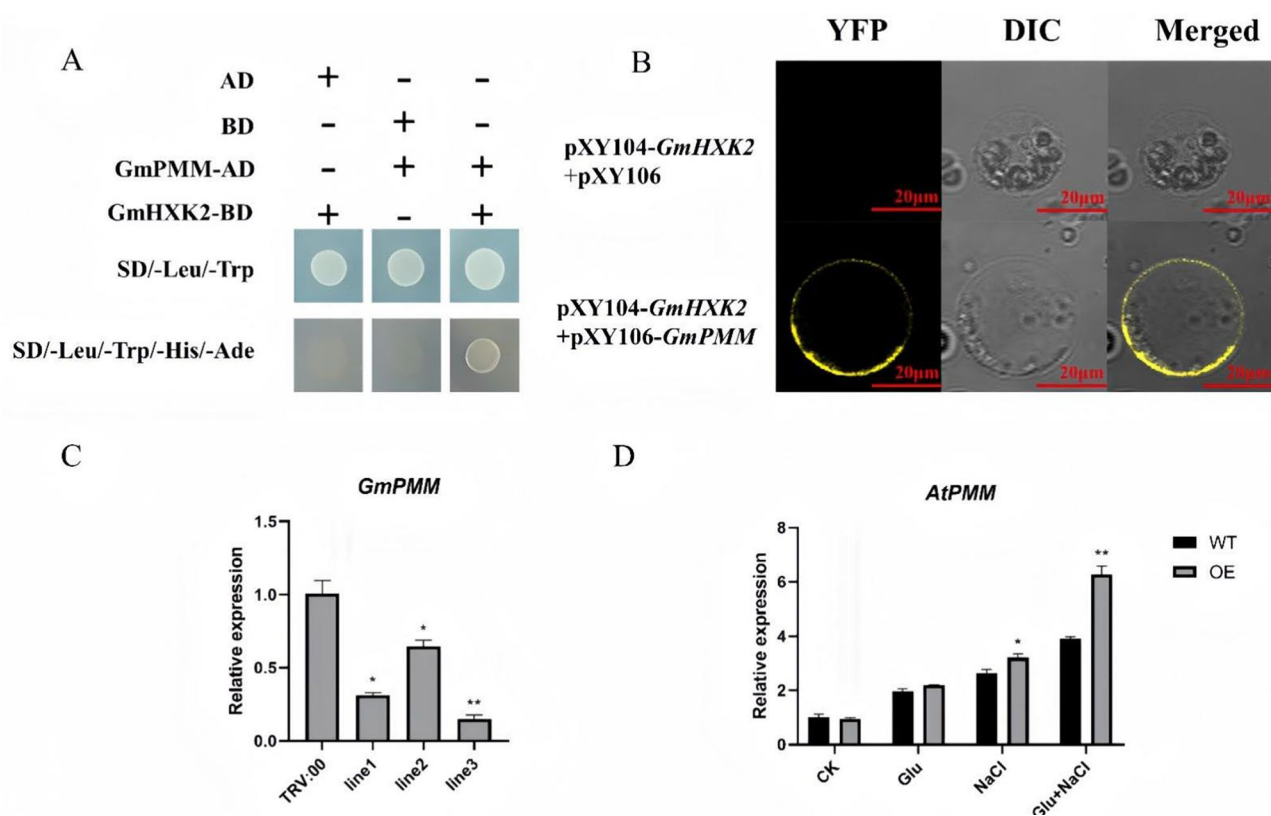 A
AD + - -
BD - + -
GmPMM-AD - + +
GmHXK2-BD + - +
SD/-Leu/-Trp
SD/-Leu/-Trp/-His/-Ade
B
YFP DIC Merged
pXY104-GmHXK2
+pXY106
20μm 20μm 20μm
pXY104-GmHXK2
+pXY106-GmPMM
20μm 20μm 20μm
C
GmPMM
Relative expression
1.5
1.0
0.5
0.0
* * **
TRV:00 line1 line2 line3
D
AtPMM
Relative expression
8
6
4
2
0
* **
CK Glu NaCl Glu+NaCl
WT
OE